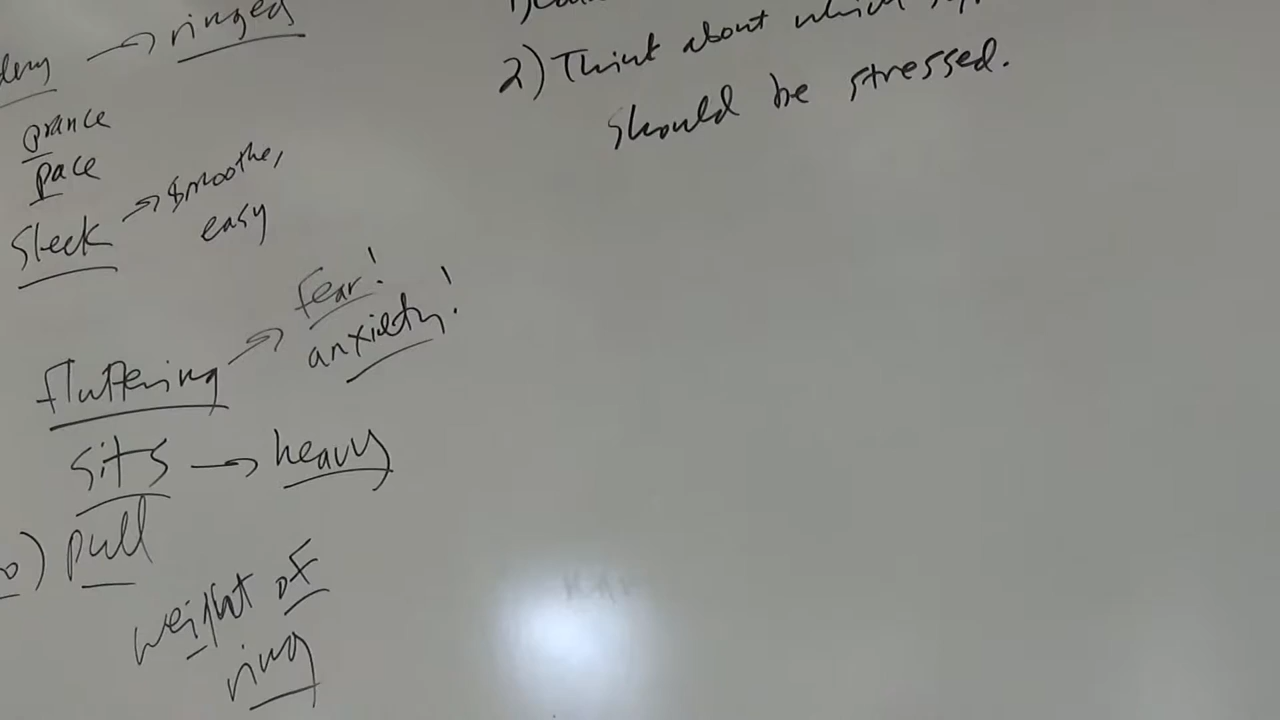 → ringed
prance
pace
sleek → smoothe,
easy
fluttering → fear!
anxiety!
sits → heavy
) pull
weight of
ring
2) Think about which
should be stressed.